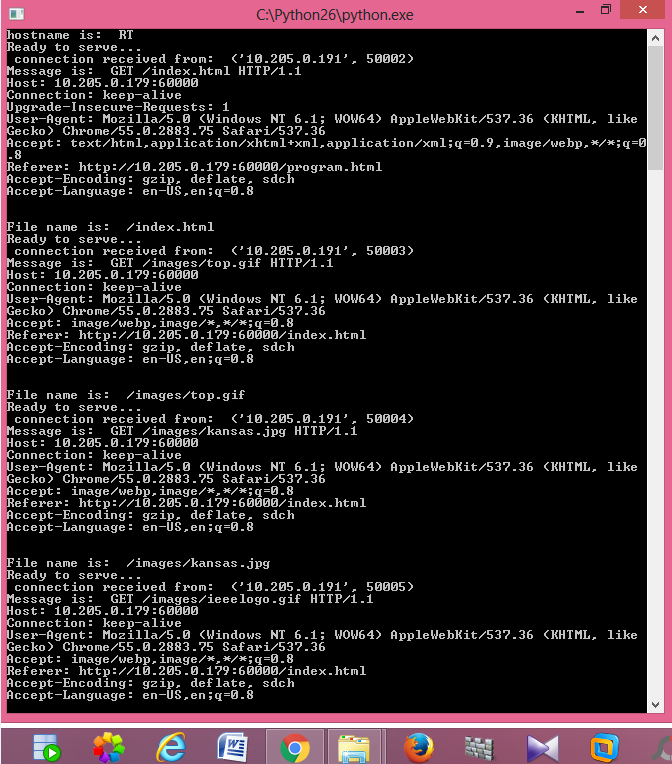 C:\Python26\python.exe
hostname is:  RT
Ready to serve...
 connection received from:  ('10.205.0.191', 50002)
Message is:  GET /index.html HTTP/1.1
Host: 10.205.0.179:60000
Connection: keep-alive
Upgrade-Insecure-Requests: 1
User-Agent: Mozilla/5.0 (Windows NT 6.1; WOW64) AppleWebKit/537.36 (KHTML, like
Gecko) Chrome/55.0.2883.75 Safari/537.36
Accept: text/html,application/xhtml+xml,application/xml;q=0.9,image/webp,*/*;q=0
.8
Referer: http://10.205.0.179:60000/program.html
Accept-Encoding: gzip, deflate, sdch
Accept-Language: en-US,en;q=0.8
File name is:  /index.html
Ready to serve...
 connection received from:  ('10.205.0.191', 50003)
Message is:  GET /images/top.gif HTTP/1.1
Host: 10.205.0.179:60000
Connection: keep-alive
User-Agent: Mozilla/5.0 (Windows NT 6.1; WOW64) AppleWebKit/537.36 (KHTML, like
Gecko) Chrome/55.0.2883.75 Safari/537.36
Accept: image/webp,image/*,*/*;q=0.8
Referer: http://10.205.0.179:60000/index.html
Accept-Encoding: gzip, deflate, sdch
Accept-Language: en-US,en;q=0.8
File name is:  /images/top.gif
Ready to serve...
 connection received from:  ('10.205.0.191', 50004)
Message is:  GET /images/kansas.jpg HTTP/1.1
Host: 10.205.0.179:60000
Connection: keep-alive
User-Agent: Mozilla/5.0 (Windows NT 6.1; WOW64) AppleWebKit/537.36 (KHTML, like
Gecko) Chrome/55.0.2883.75 Safari/537.36
Accept: image/webp,image/*,*/*;q=0.8
Referer: http://10.205.0.179:60000/index.html
Accept-Encoding: gzip, deflate, sdch
Accept-Language: en-US,en;q=0.8
File name is:  /images/kansas.jpg
Ready to serve...
 connection received from:  ('10.205.0.191', 50005)
Message is:  GET /images/ieeelogo.gif HTTP/1.1
Host: 10.205.0.179:60000
Connection: keep-alive
User-Agent: Mozilla/5.0 (Windows NT 6.1; WOW64) AppleWebKit/537.36 (KHTML, like
Gecko) Chrome/55.0.2883.75 Safari/537.36
Accept: image/webp,image/*,*/*;q=0.8
Referer: http://10.205.0.179:60000/index.html
Accept-Encoding: gzip, deflate, sdch
Accept-Language: en-US,en;q=0.8